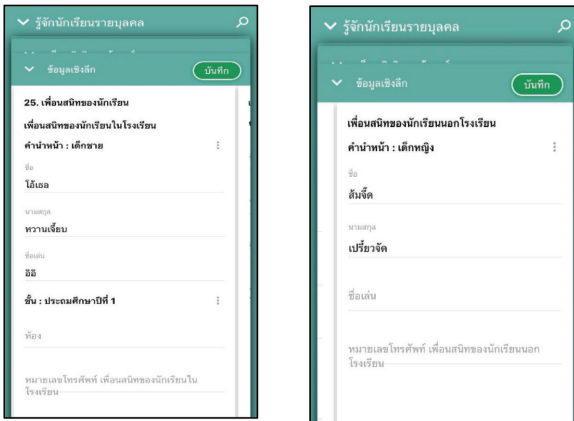 รู้จักนักเรียนรายบุคคล
ข้อมูลเชิงลึก
บันทึก
25. เพื่อนสนิทของนักเรียน
เพื่อนสนิทของนักเรียนในโรงเรียน
คำนำหน้า : เด็กชาย
ชื่อ
โอ้เธอ
นามสกุล
หวานเจี๊ยบ
ชื่อเล่น
อิอิ
ชั้น : ประถมศึกษาปีที่ 1
ห้อง
หมายเลขโทรศัพท์ เพื่อนสนิทของนักเรียนใน
โรงเรียน
รู้จักนักเรียนรายบุคคล
ข้อมูลเชิงลึก
บันทึก
เพื่อนสนิทของนักเรียนนอกโรงเรียน
คำนำหน้า : เด็กหญิง
ชื่อ
ส้มจี๊ด
นามสกุล
เปรี้ยวจัด
ชื่อเล่น
หมายเลขโทรศัพท์ เพื่อนสนิทของนักเรียนนอก
โรงเรียน